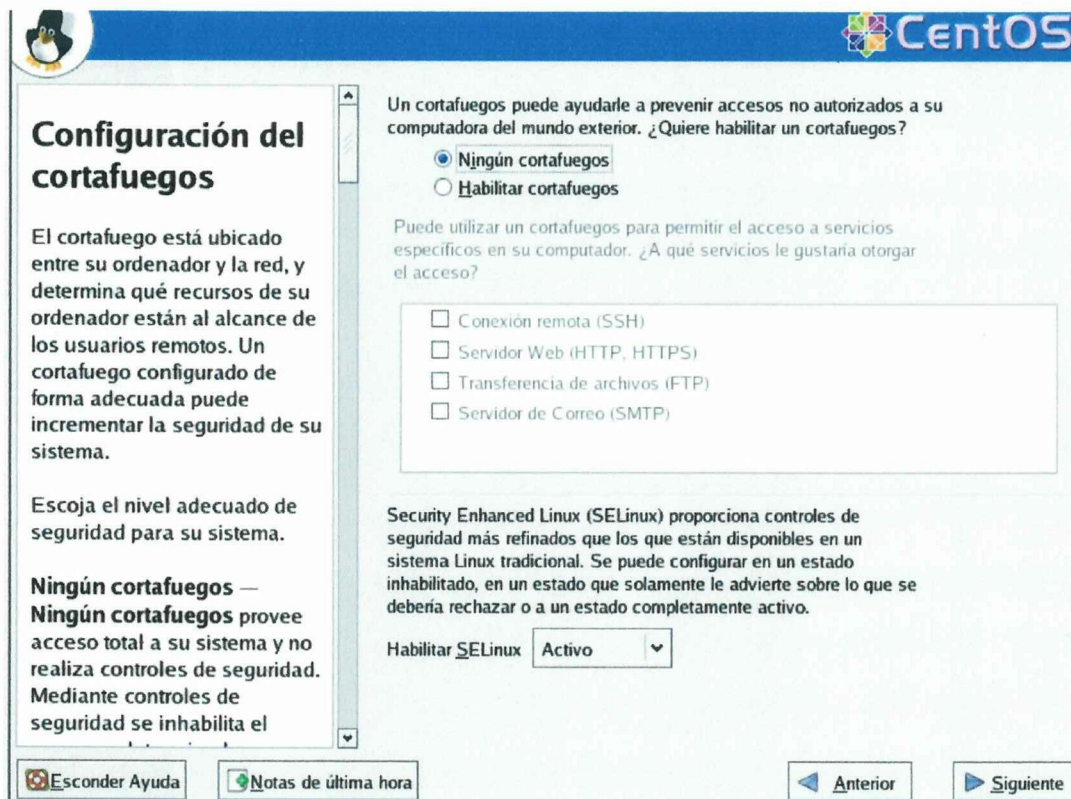 CentOS
Configuración del
cortafuegos
El cortafuego está ubicado
entre su ordenador y la red, y
determina qué recursos de su
ordenador están al alcance de
los usuarios remotos. Un
cortafuego configurado de
forma adecuada puede
incrementar la seguridad de su
sistema.
Escoja el nivel adecuado de
seguridad para su sistema.
Ningún cortafuegos —
Ningún cortafuegos provee
acceso total a su sistema y no
realiza controles de seguridad.
Mediante controles de
seguridad se inhabilita el
Un cortafuegos puede ayudarle a prevenir accesos no autorizados a su
computadora del mundo exterior. ¿Quiere habilitar un cortafuegos?
Ningún cortafuegos
Habilitar cortafuegos
Puede utilizar un cortafuegos para permitir el acceso a servicios
específicos en su computador. ¿A qué servicios le gustaría otorgar
el acceso?
Conexión remota (SSH)
Servidor Web (HTTP, HTTPS)
Transferencia de archivos (FTP)
Servidor de Correo (SMTP)
Security Enhanced Linux (SELinux) proporciona controles de
seguridad más refinados que los que están disponibles en un
sistema Linux tradicional. Se puede configurar en un estado
inhabilitado, en un estado que solamente le advierte sobre lo que se
debería rechazar o a un estado completamente activo.
Habilitar SELinux Activo
Esconder Ayuda Notas de última hora Anterior Siguiente